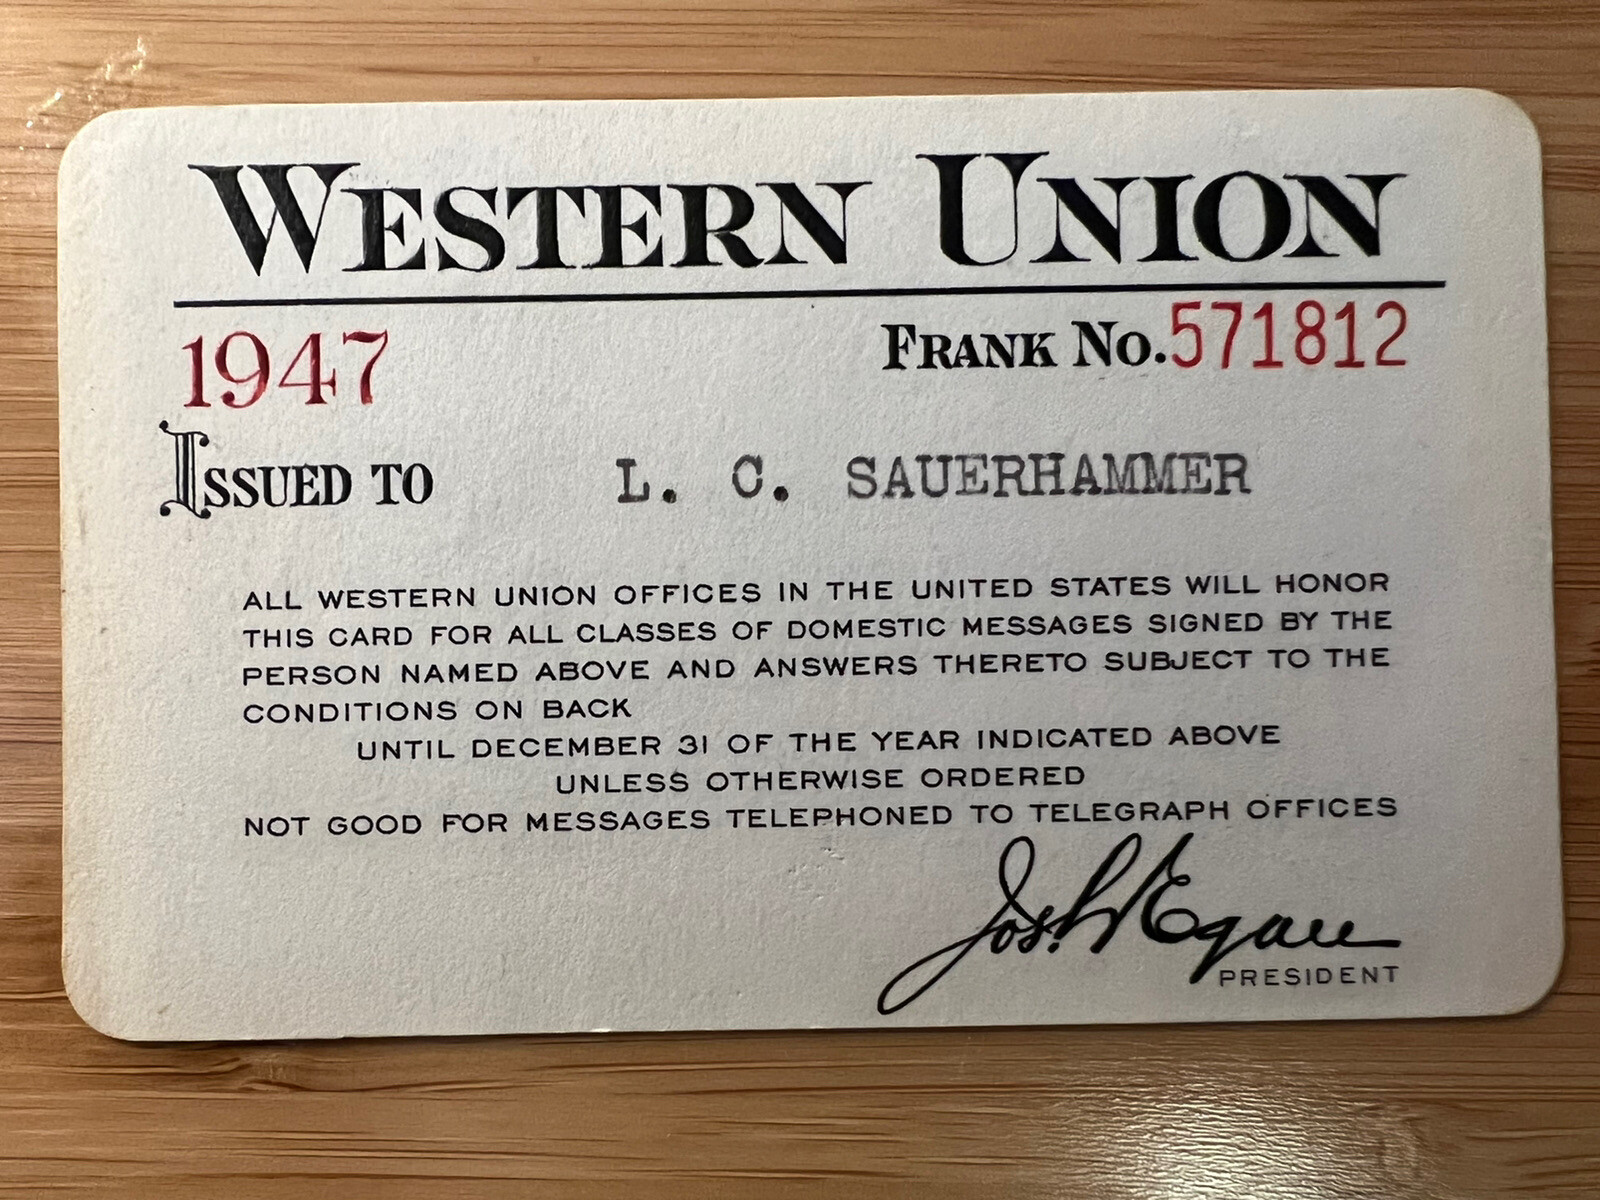 WESTERN UNION
1947 FRANK NO. 571812
ISSUED TO L. C. SAUERHAMMER
ALL WESTERN UNION OFFICES IN THE UNITED STATES WILL HONOR
THIS CARD FOR ALL CLASSES OF DOMESTIC MESSAGES SIGNED BY THE
PERSON NAMED ABOVE AND ANSWERS THERETO SUBJECT TO THE
CONDITIONS ON BACK
UNTIL DECEMBER 31 OF THE YEAR INDICATED ABOVE
UNLESS OTHERWISE ORDERED
NOT GOOD FOR MESSAGES TELEPHONED TO TELEGRAPH OFFICES
Jos. L Egan
PRESIDENT